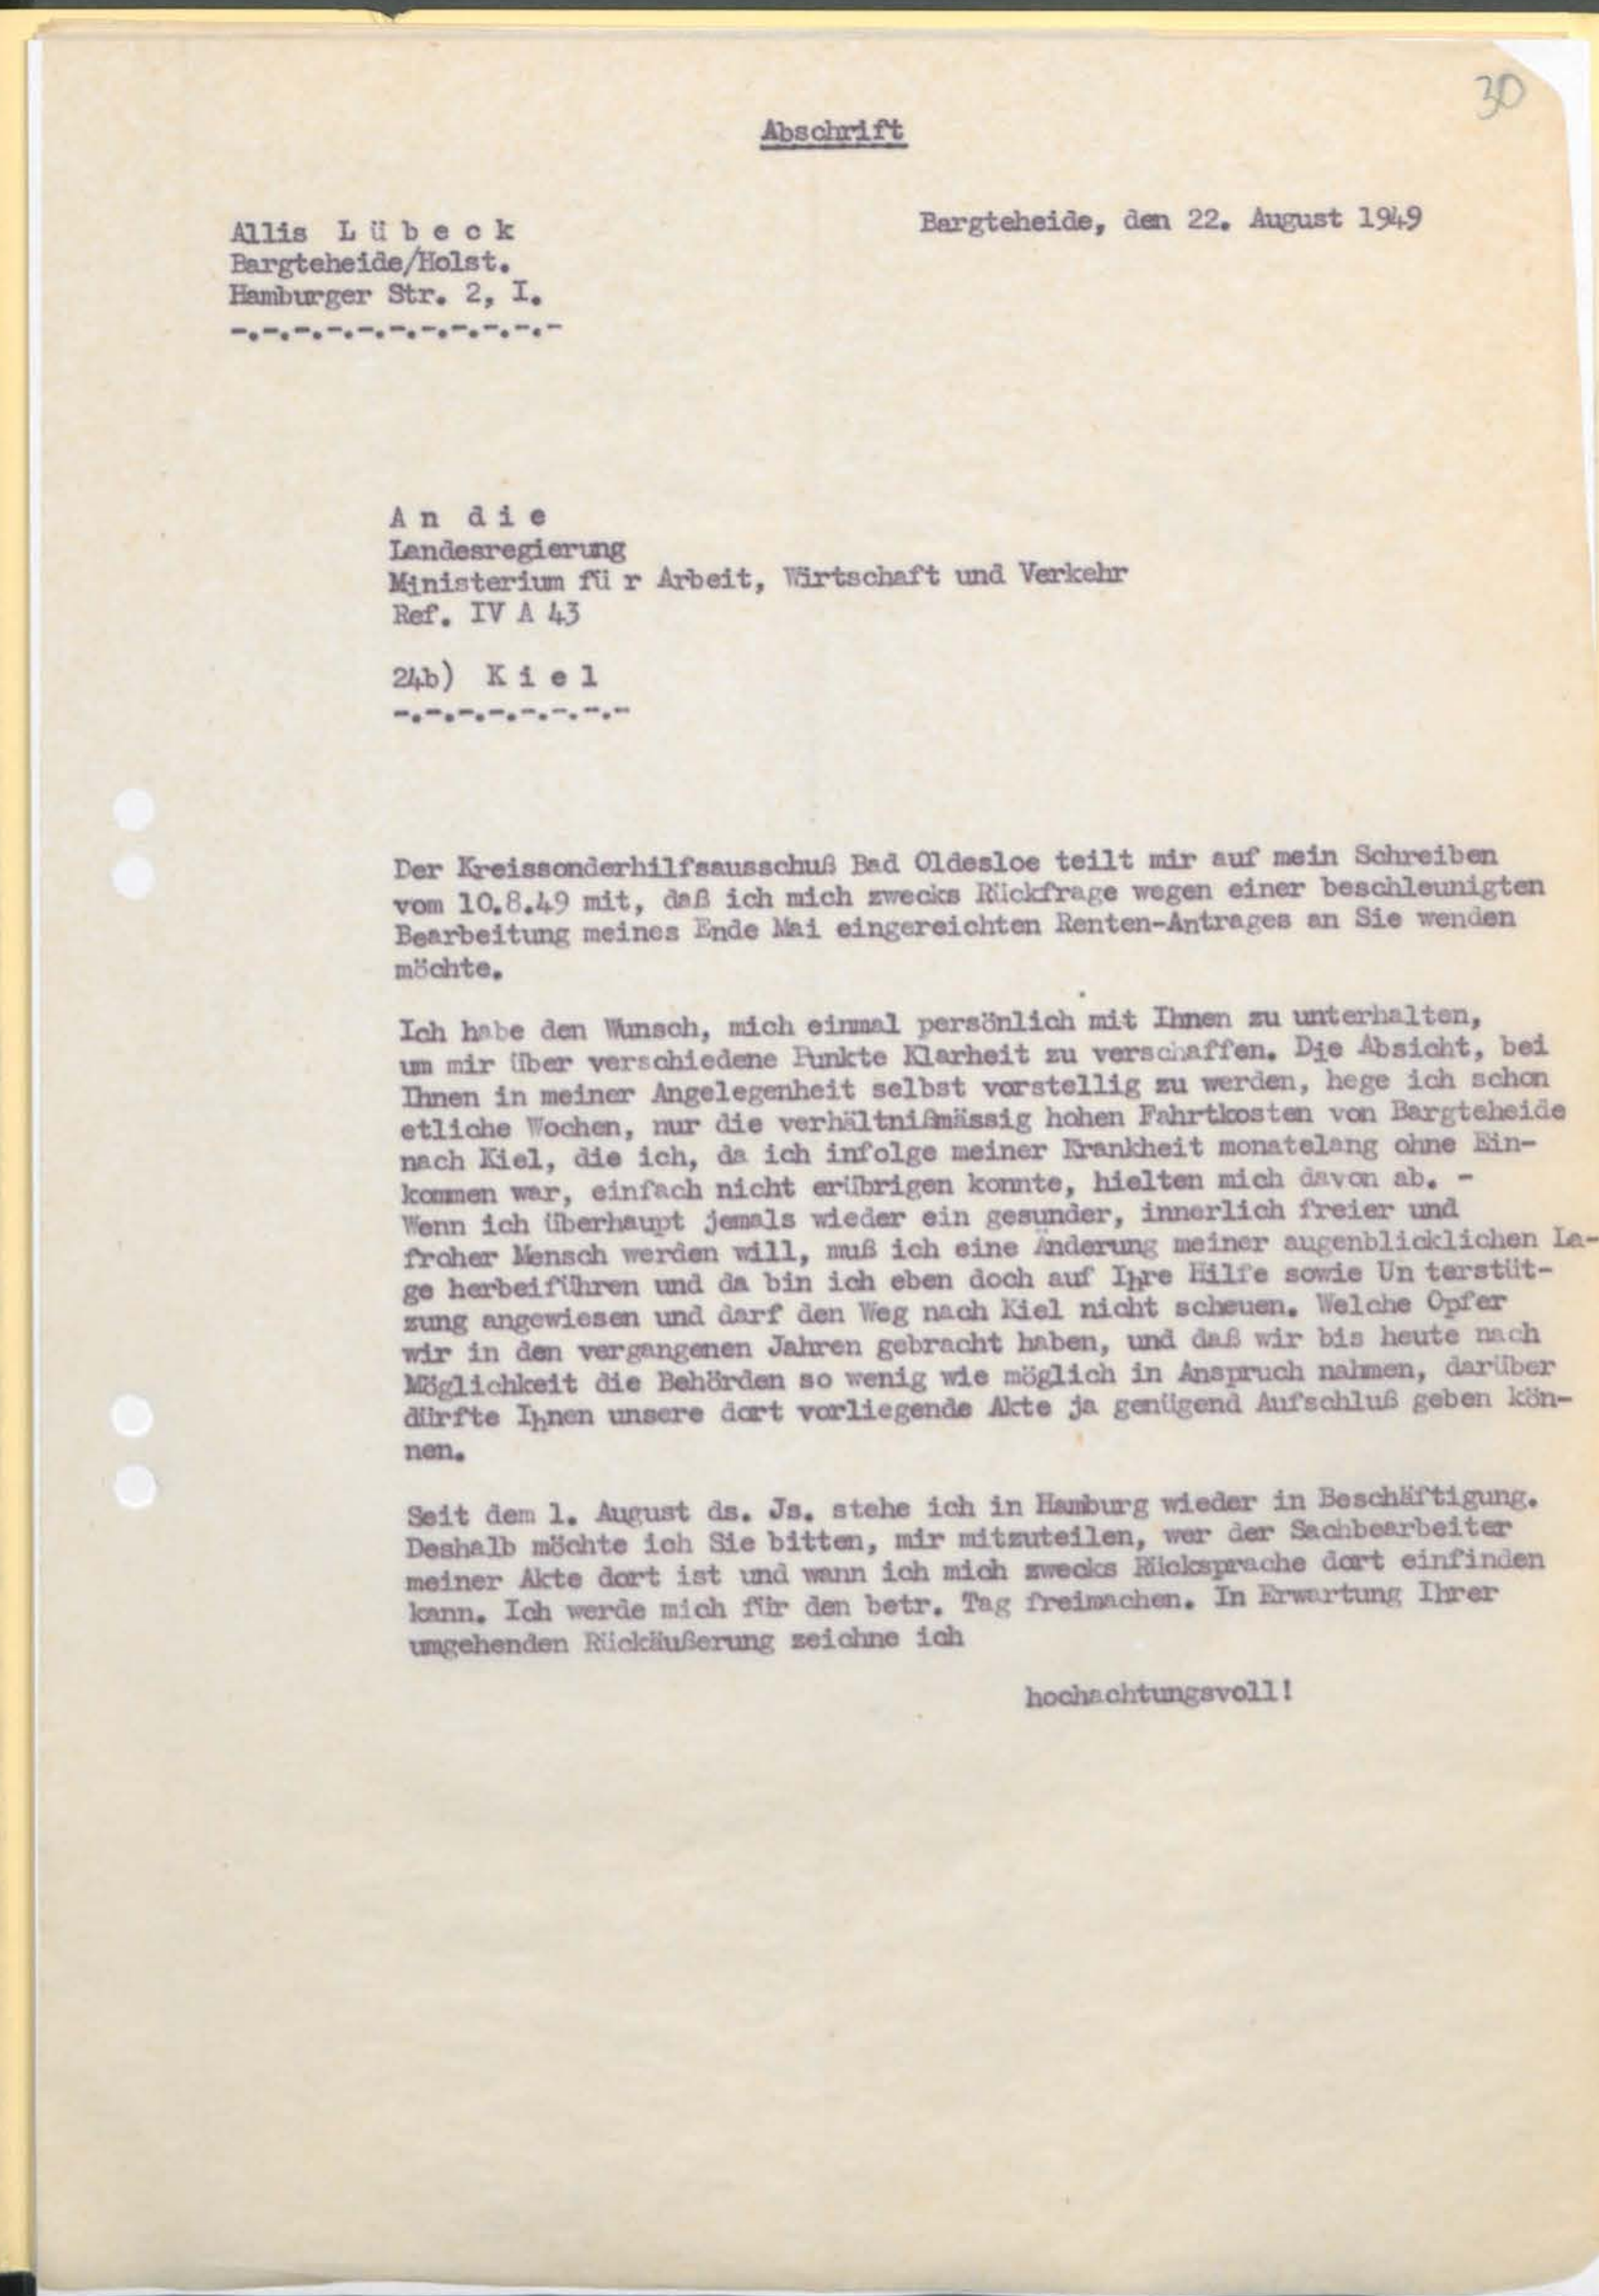 30
Abschrift
Allis L ü b e c k
Bargteheide/Holst.
Hamburger Str. 2, I.
-.-.-.-.-.-.-.-.-.-.-
Bargteheide, den 22. August 1949
A n  d i e
Landesregierung
Ministerium fü r Arbeit, Wirtschaft und Verkehr
Ref. IV A 43
24b)  K i e l
-.-.-.-.-.-.-.-
Der Kreissonderhilfsausschuß Bad Oldesloe teilt mir auf mein Schreiben
vom 10.8.49 mit, daß ich mich zwecks Rückfrage wegen einer beschleunigten
Bearbeitung meines Ende Mai eingereichten Renten-Antrages an Sie wenden
möchte.
Ich habe den Wunsch, mich einmal persönlich mit Ihnen zu unterhalten,
um mir über verschiedene Punkte Klarheit zu verschaffen. Die Absicht, bei
Ihnen in meiner Angelegenheit selbst vorstellig zu werden, hege ich schon
etliche Wochen, nur die verhältnißmässig hohen Fahrtkosten von Bargteheide
nach Kiel, die ich, da ich infolge meiner Krankheit monatelang ohne Ein-
kommen war, einfach nicht erübrigen konnte, hielten mich davon ab. -
Wenn ich überhaupt jemals wieder ein gesunder, innerlich freier und
froher Mensch werden will, muß ich eine Änderung meiner augenblicklichen La-
ge herbeiführen und da bin ich eben doch auf Ihre Hilfe sowie Un terstüt-
zung angewiesen und darf den Weg nach Kiel nicht scheuen. Welche Opfer
wir in den vergangenen Jahren gebracht haben, und daß wir bis heute nach
Möglichkeit die Behörden so wenig wie möglich in Anspruch nahmen, darüber
dürfte Ihnen unsere dort vorliegende Akte ja genügend Aufschluß geben kön-
nen.
Seit dem 1. August ds. Js. stehe ich in Hamburg wieder in Beschäftigung.
Deshalb möchte ich Sie bitten, mir mitzuteilen, wer der Sachbearbeiter
meiner Akte dort ist und wann ich mich zwecks Rücksprache dort einfinden
kann. Ich werde mich für den betr. Tag freimachen. In Erwartung Ihrer
umgehenden Rückäußerung zeichne ich
hochachtungsvoll!